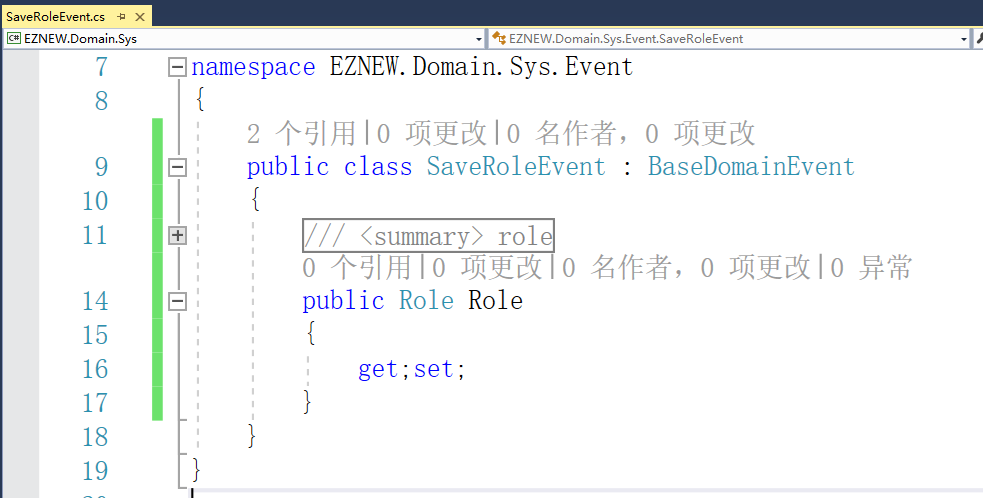 SaveRoleEvent.cs
C# EZNEW.Domain.Sys
EZNEW.Domain.Sys.Event.SaveRoleEvent
7 namespace EZNEW.Domain.Sys.Event
8 {
2 个引用|0 项更改|0 名作者, 0 项更改
9 public class SaveRoleEvent : BaseDomainEvent
10 {
11 /// <summary> role
0 个引用|0 项更改|0 名作者, 0 项更改|0 异常
14 public Role Role
15 {
16 get;set;
17 }
18 }
19 }
20